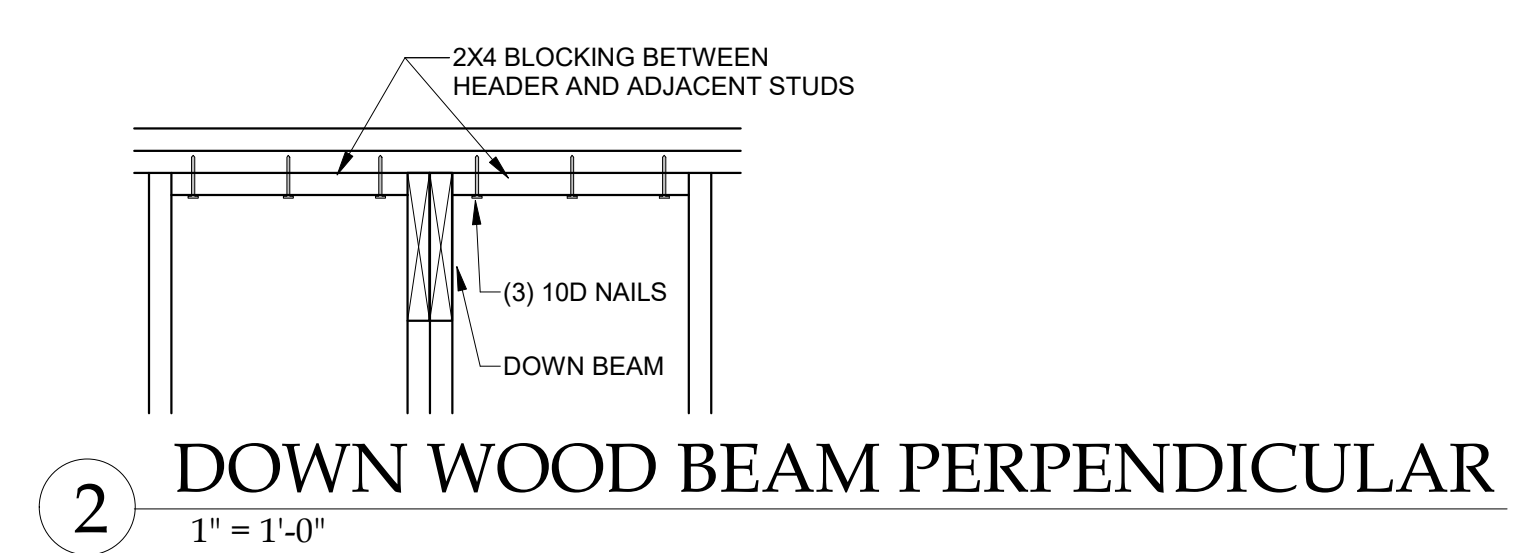 2X4 BLOCKING BETWEEN
HEADER AND ADJACENT STUDS
(3) 10D NAILS
DOWN BEAM
2
DOWN WOOD BEAM PERPENDICULAR
1" = 1'-0"